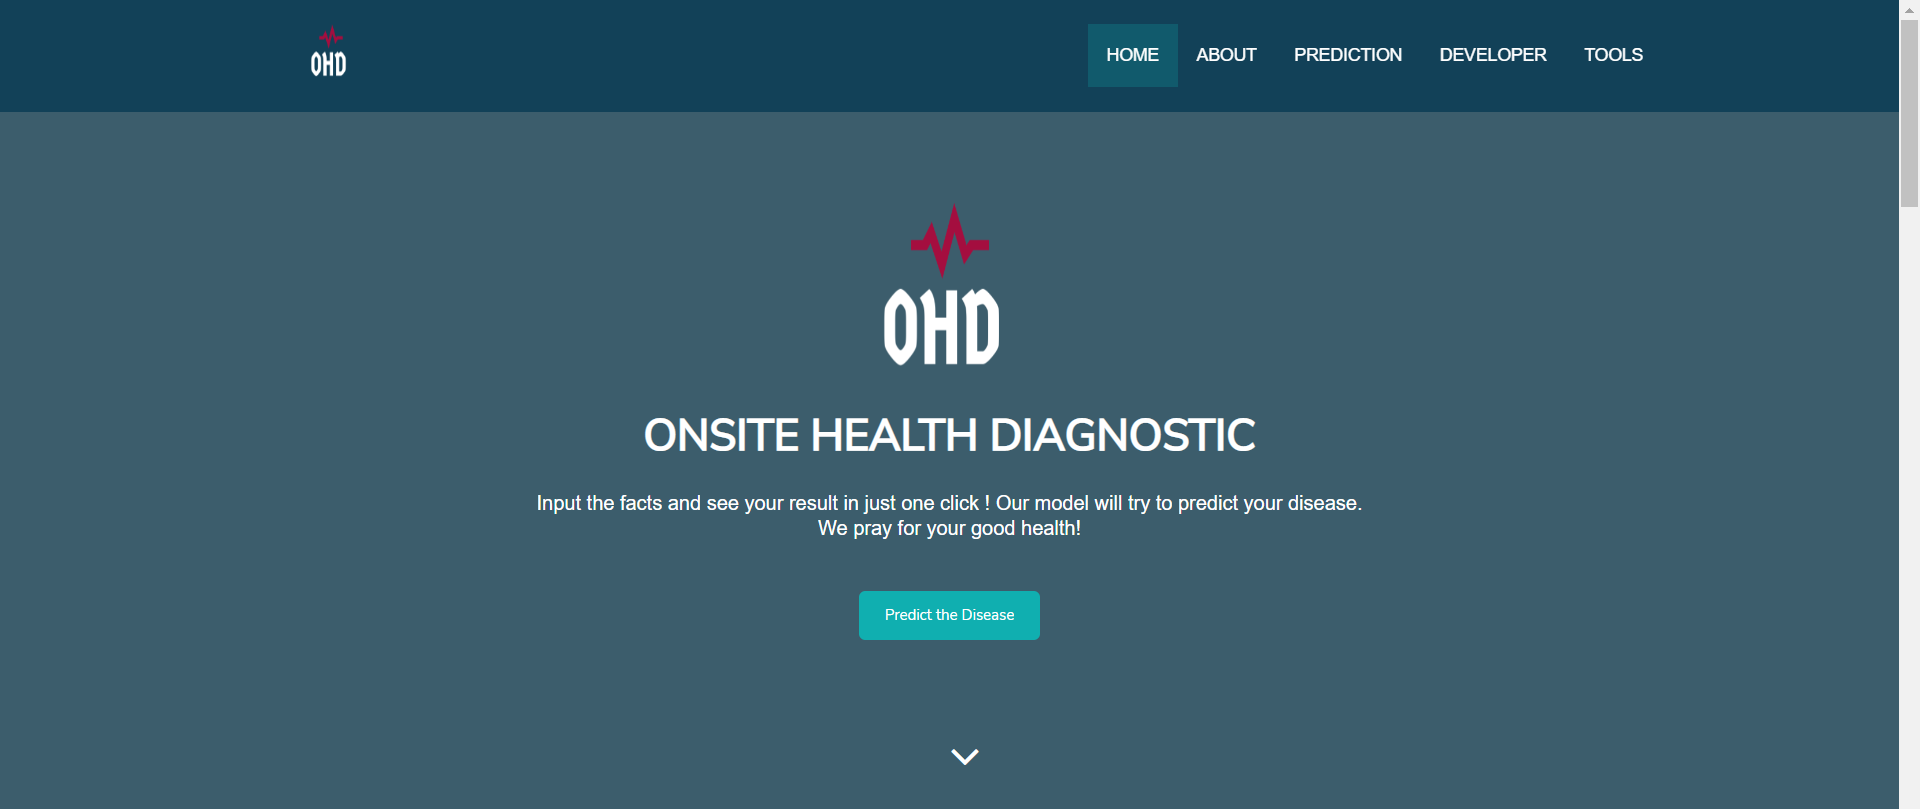 OHD
HOME ABOUT PREDICTION DEVELOPER TOOLS
OHD
ONSITE HEALTH DIAGNOSTIC
Input the facts and see your result in just one click ! Our model will try to predict your disease.
We pray for your good health!
Predict the Disease